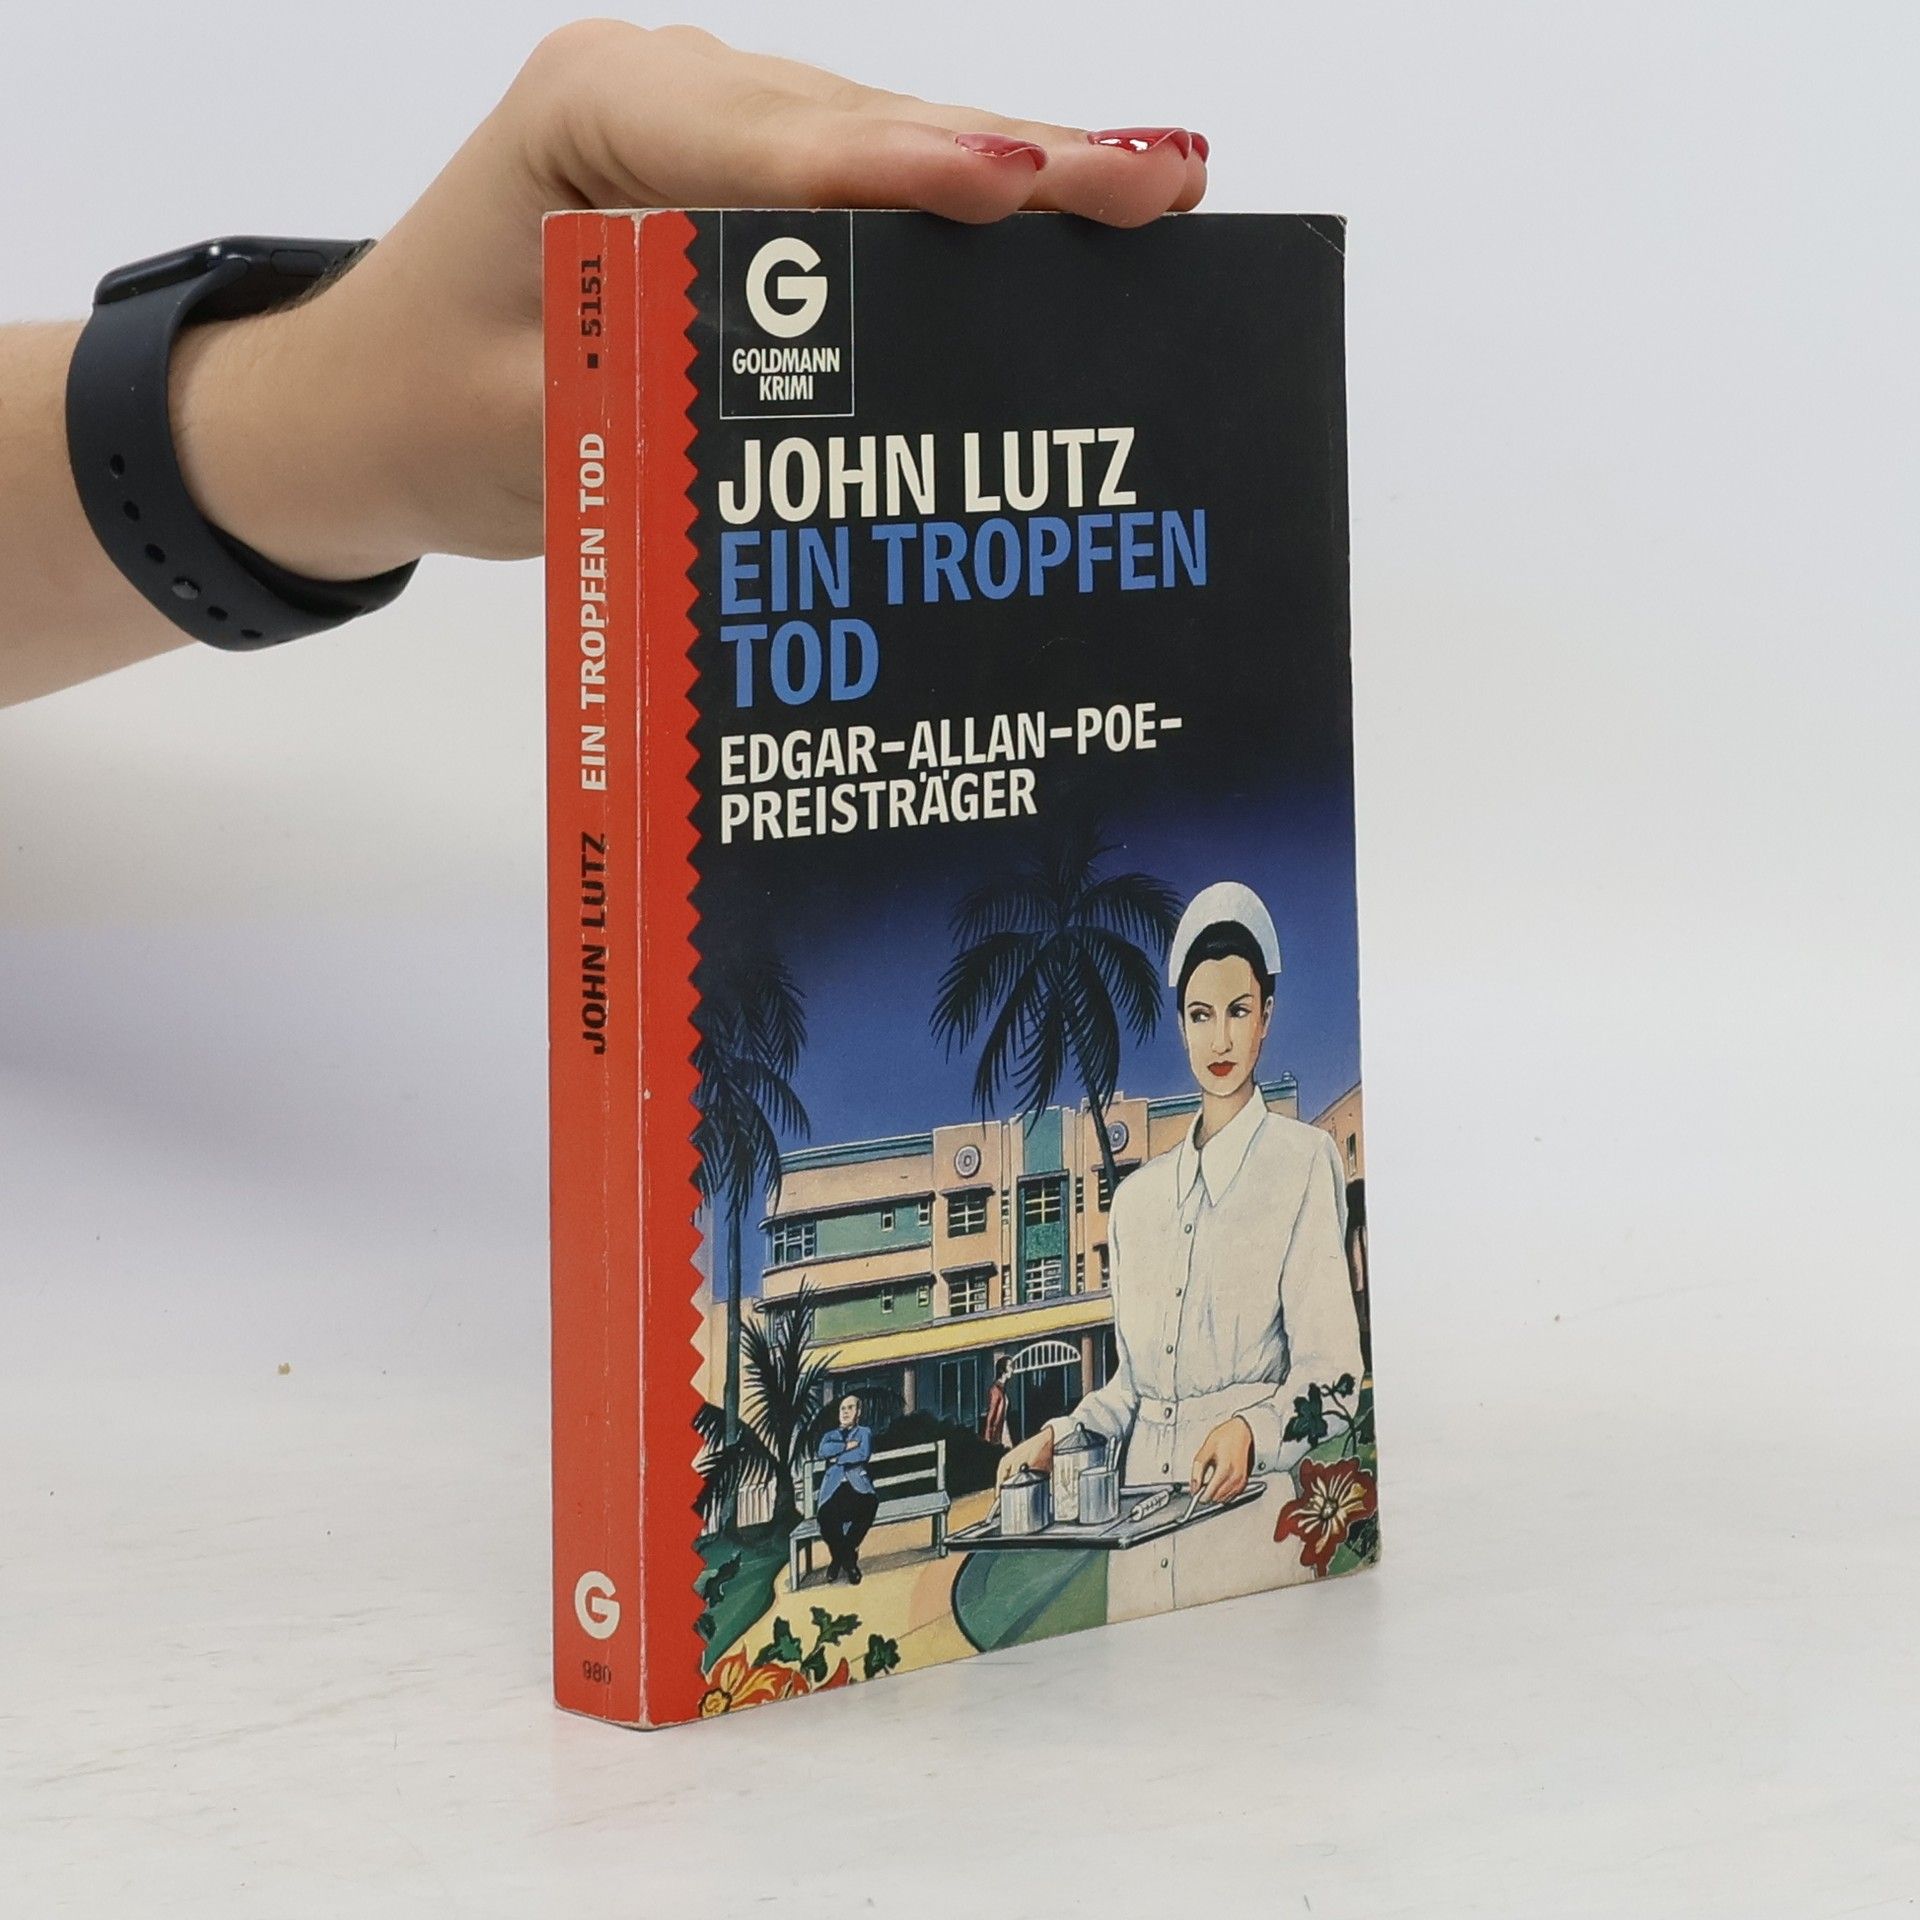 G
GOLDMANN
KRIMI
JOHN LUTZ
EIN TROPFEN
TOD
EDGAR-ALLAN-POE-
PREISTRÄGER
JOHN LUTZ EIN TROPFEN TOD ▪ 5151
G
980